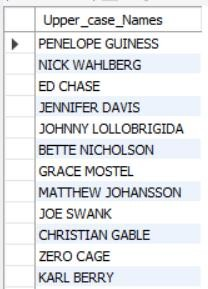 Upper_case_Names
PENELOPE GUINESS
NICK WAHLBERG
ED CHASE
JENNIFER DAVIS
JOHNNY LOLLOBRIGIDA
BETTE NICHOLSON
GRACE MOSTEL
MATTHEW JOHANSSON
JOE SWANK
CHRISTIAN GABLE
ZERO CAGE
KARL BERRY